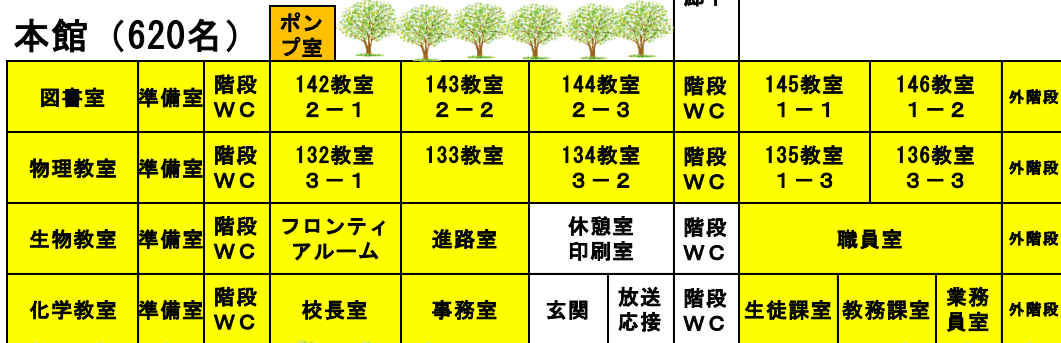 廊下
本館（620名）
ポン
プ室
図書室
準備室
階段
ＷＣ
142教室
２－１
143教室
２－２
144教室
２－３
階段
ＷＣ
145教室
１－１
146教室
１－２
外階段
物理教室
準備室
階段
ＷＣ
132教室
３－１
133教室
134教室
３－２
階段
ＷＣ
135教室
１－３
136教室
３－３
外階段
生物教室
準備室
階段
ＷＣ
フロンティ
アルーム
進路室
休憩室
印刷室
階段
ＷＣ
職員室
外階段
化学教室
準備室
階段
ＷＣ
校長室
事務室
玄関
放送
応接
階段
ＷＣ
生徒課室
教務課室
業務
員室
外階段